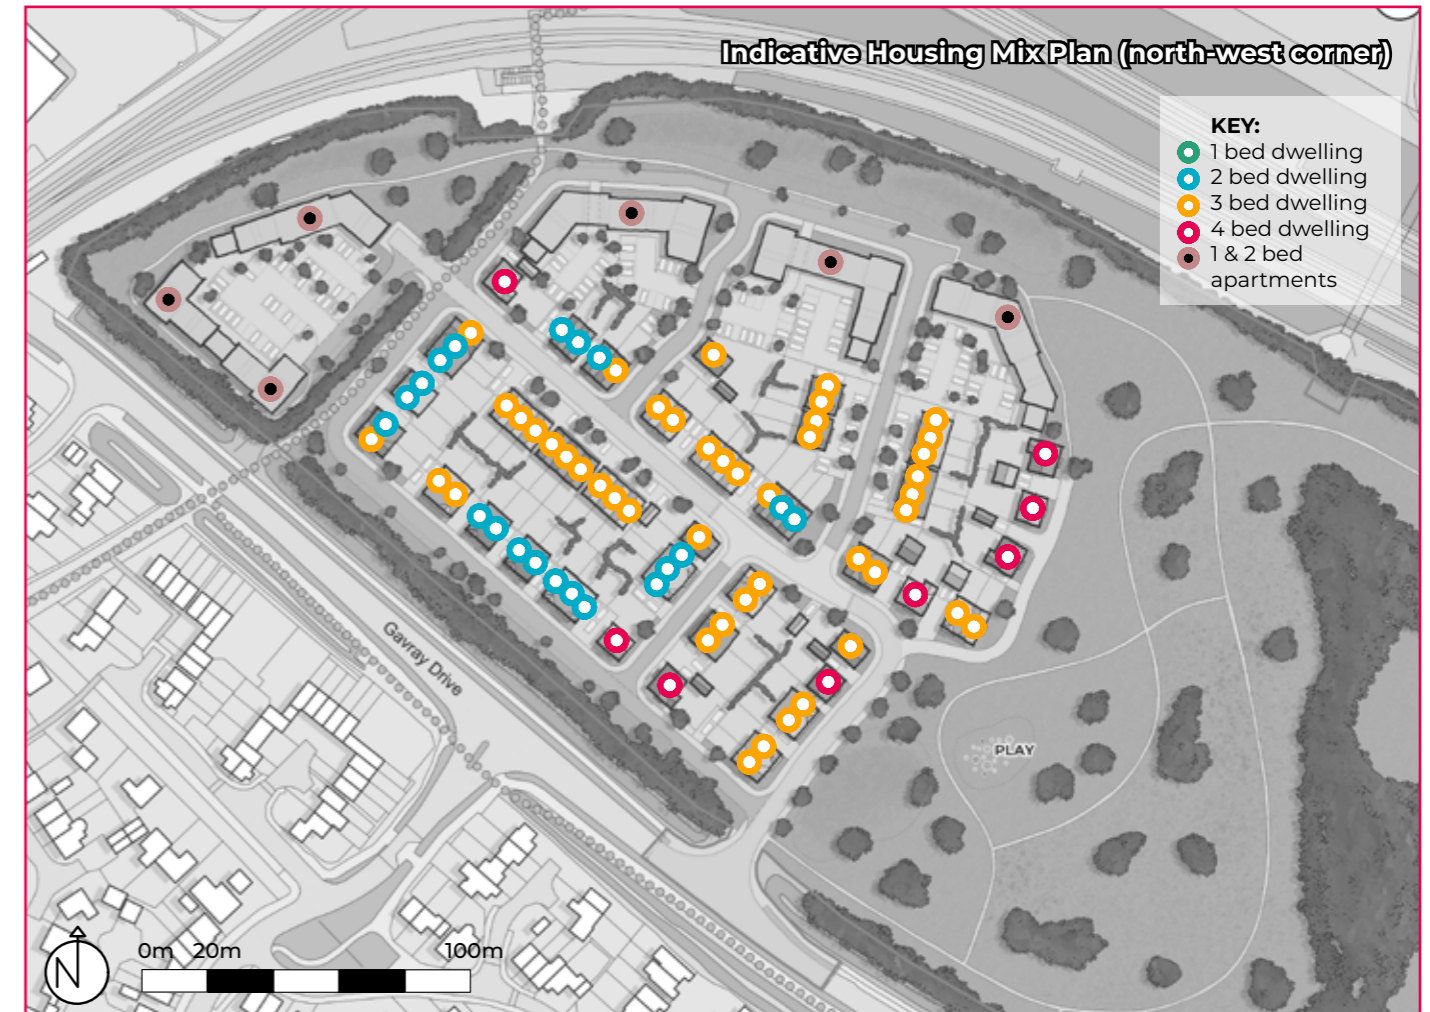 Indicative Housing Mix Plan (north-west corner)
KEY:
1 bed dwelling
2 bed dwelling
3 bed dwelling
4 bed dwelling
1 & 2 bed
apartments
Gavray Drive
PLAY
0m 20m 100m
N